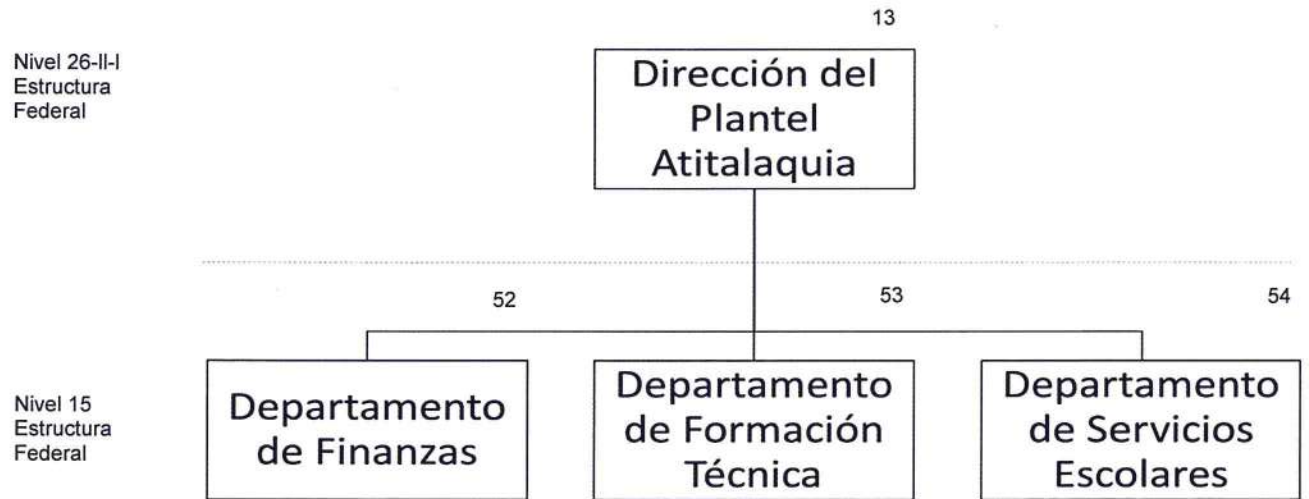 13
Nivel 26-II-I
Estructura
Federal
Dirección del
Plantel
Atitalaquia
52
53
54
Nivel 15
Estructura
Federal
Departamento
de Finanzas
Departamento
de Formación
Técnica
Departamento
de Servicios
Escolares